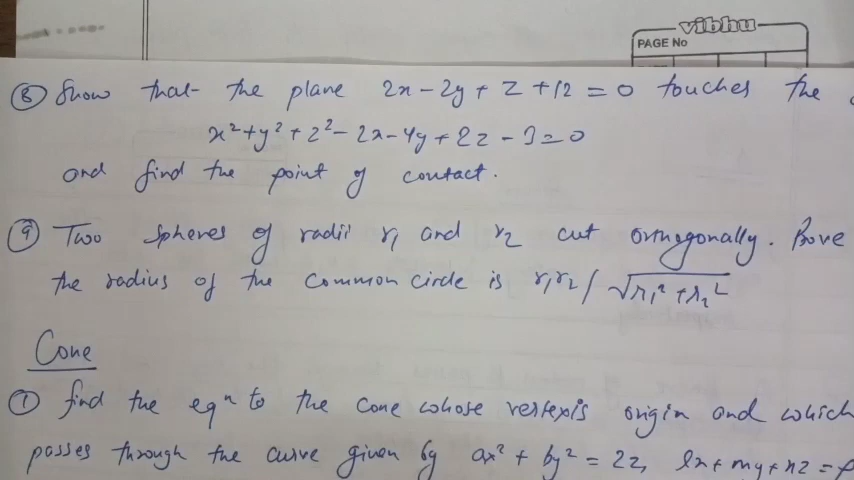 vibhu
PAGE No
⑧ Show that the plane 2x - 2y + z + 12 = 0 touches the
x² + y² + z² - 2x - 4y + 2z - 3 = 0
and find the point of contact.
⑨ Two spheres of radii r₁ and r₂ cut orthogonally. Prove
the radius of the common circle is r₁r₂ / √r₁² + r₂²
Cone
① find the eqⁿ to the cone whose vertex is origin and which
passes through the curve given by ax² + by² = 2z, lx + my + nz = p